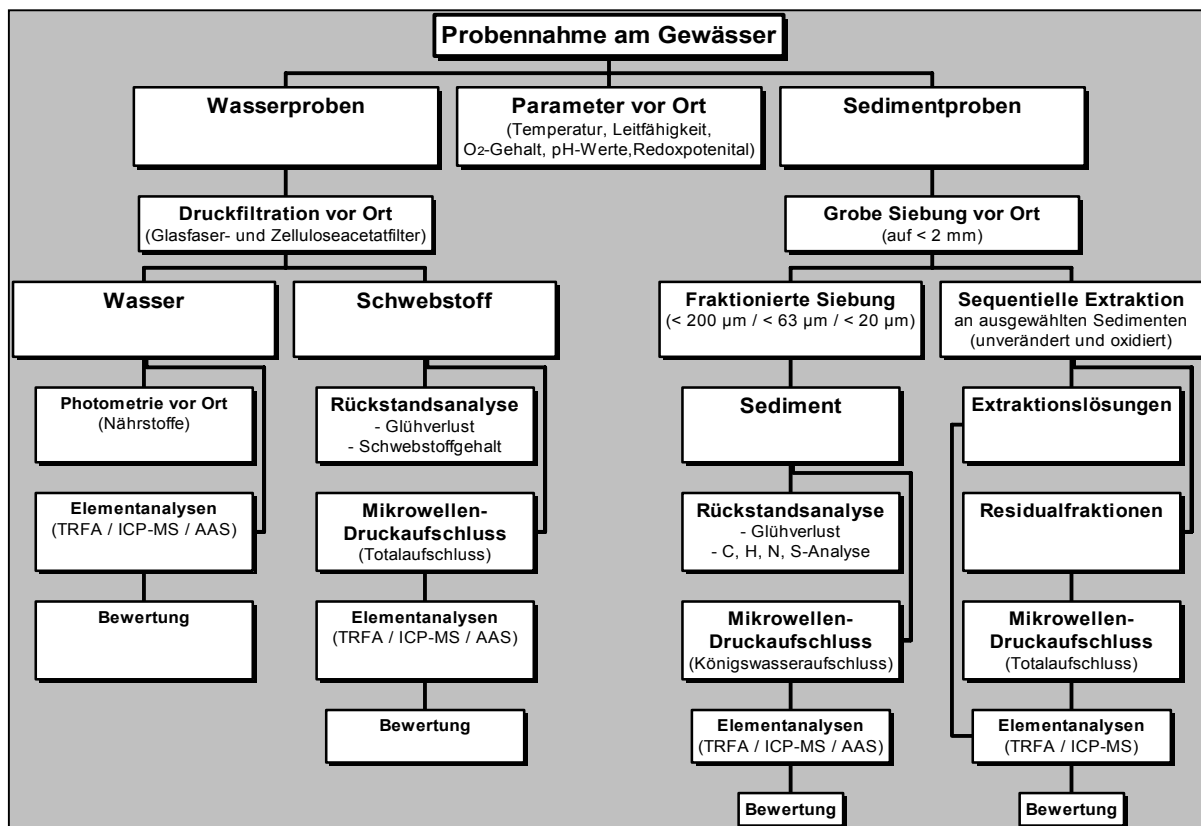 Probennahme am Gewässer
Wasserproben
Parameter vor Ort
(Temperatur, Leitfähigkeit,
O2-Gehalt, pH-Werte,Redoxpotenital)
Sedimentproben
Druckfiltration vor Ort
(Glasfaser- und Zelluloseacetatfilter)
Grobe Siebung vor Ort
(auf < 2 mm)
Wasser
Schwebstoff
Fraktionierte Siebung
(< 200 µm / < 63 µm / < 20 µm)
Sequentielle Extraktion
an ausgewählten Sedimenten
(unverändert und oxidiert)
Photometrie vor Ort
(Nährstoffe)
Rückstandsanalyse
- Glühverlust
- Schwebstoffgehalt
Sediment
Extraktionslösungen
Elementanalysen
(TRFA / ICP-MS / AAS)
Mikrowellen-
Druckaufschluss
(Totalaufschluss)
Rückstandsanalyse
- Glühverlust
- C, H, N, S-Analyse
Residualfraktionen
Bewertung
Elementanalysen
(TRFA / ICP-MS / AAS)
Mikrowellen-
Druckaufschluss
(Königswasseraufschluss)
Mikrowellen-
Druckaufschluss
(Totalaufschluss)
Bewertung
Elementanalysen
(TRFA / ICP-MS / AAS)
Elementanalysen
(TRFA / ICP-MS)
Bewertung
Bewertung